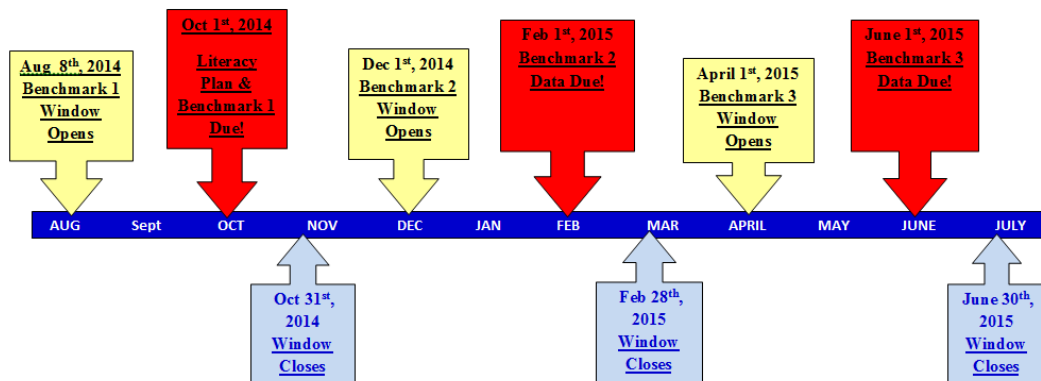 Aug 8th, 2014
Benchmark 1
Window
Opens
Oct 1st, 2014
Literacy
Plan &
Benchmark 1
Due!
Dec 1st, 2014
Benchmark 2
Window
Opens
Feb 1st, 2015
Benchmark 2
Data Due!
April 1st, 2015
Benchmark 3
Window
Opens
June 1st, 2015
Benchmark 3
Data Due!
AUG Sept OCT NOV DEC JAN FEB MAR APRIL MAY JUNE JULY
Oct 31st,
2014
Window
Closes
Feb 28th,
2015
Window
Closes
June 30th,
2015
Window
Closes